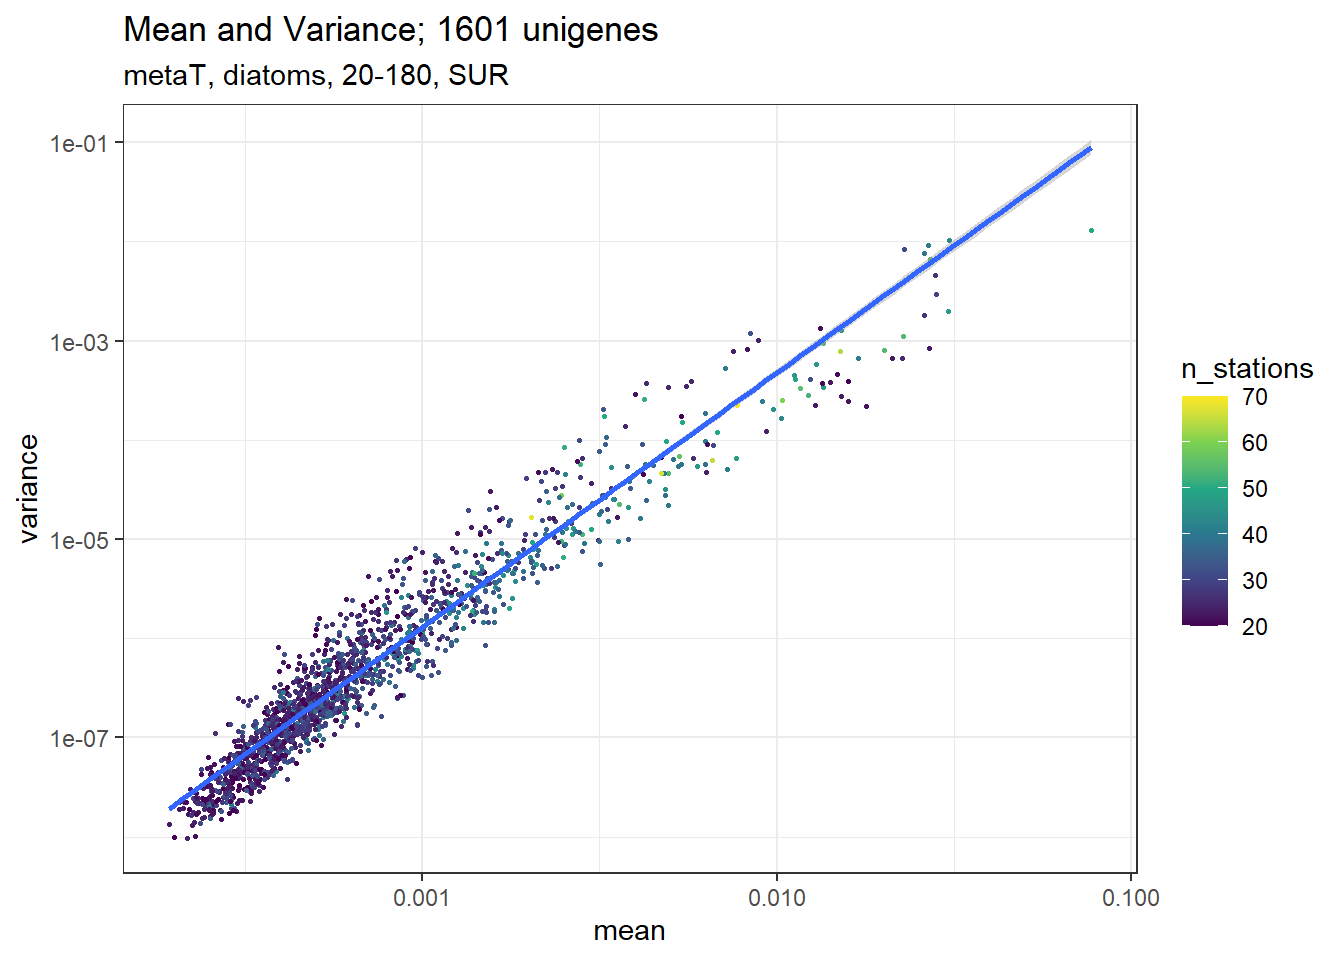 Mean and Variance; 1601 unigenes
metaT, diatoms, 20-180, SUR
variance
1e-01
1e-03
1e-05
1e-07
0.001
0.010
0.100
mean
n_stations
70
60
50
40
30
20